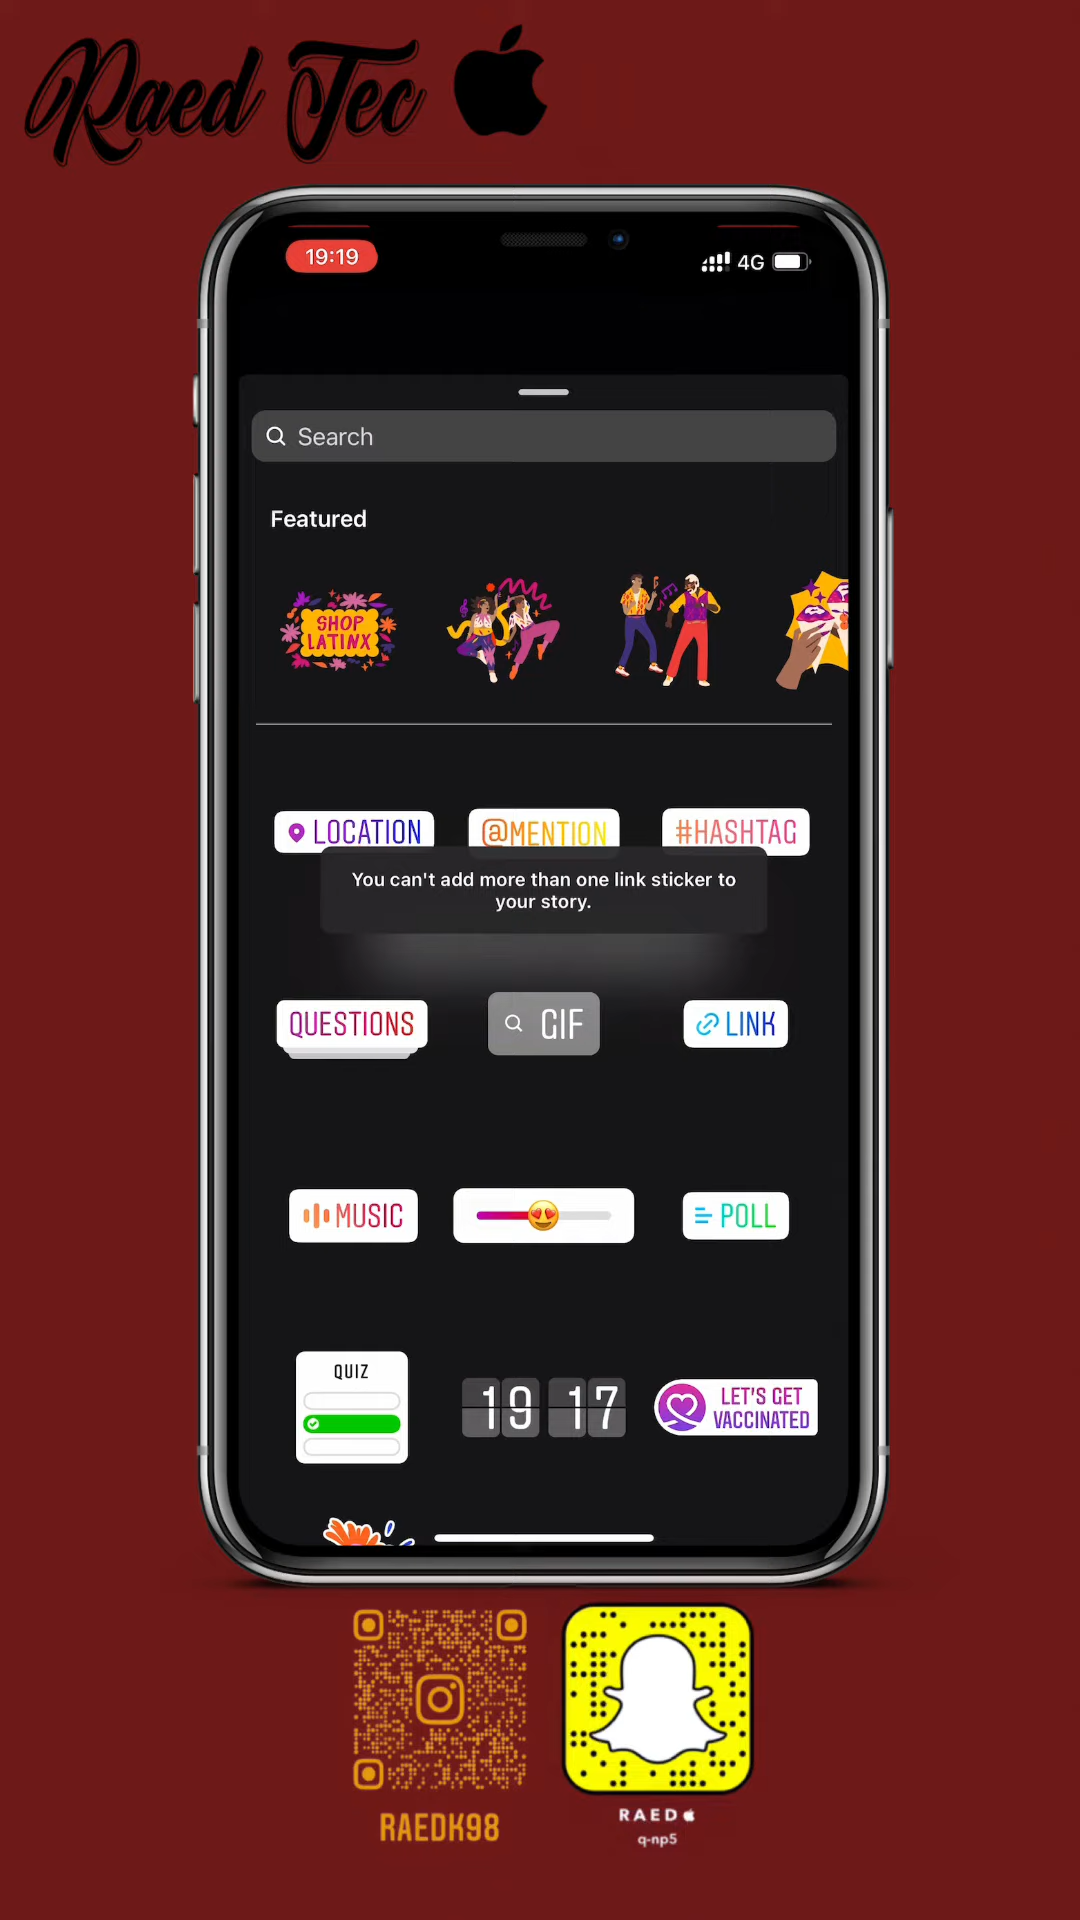 Raed Tec
19:19
4G
Search
Featured
SHOP
LATINX
LOCATION
@MENTION
#HASHTAG
You can't add more than one link sticker to
your story.
QUESTIONS
GIF
LINK
MUSIC
POLL
QUIZ
19 17
LET'S GET
VACCINATED
RAEDK98
RAED
q-np5